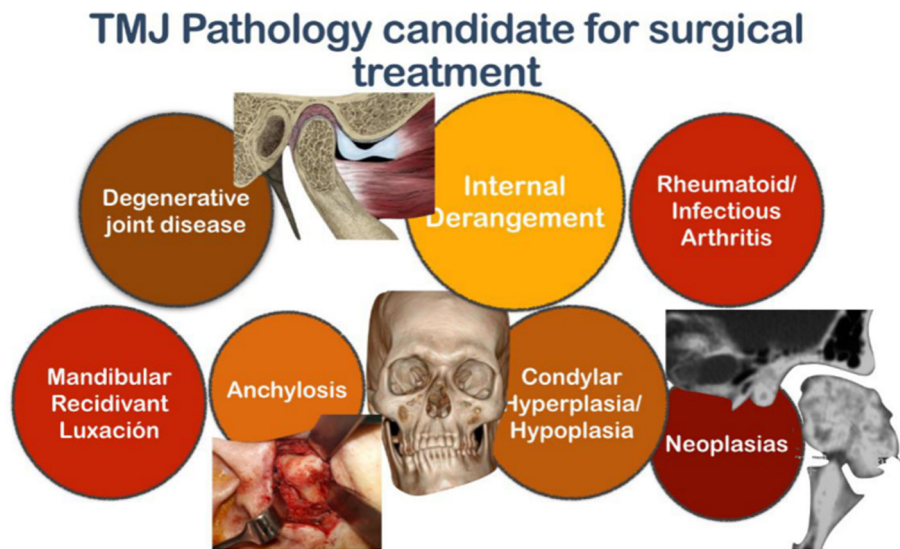 TMJ Pathology candidate for surgical
treatment
Degenerative
joint disease
Internal
Derangement
Rheumatoid/
Infectious
Arthritis
Mandibular
Recidivant
Luxación
Anchylosis
Condylar
Hyperplasia/
Hypoplasia
Neoplasias